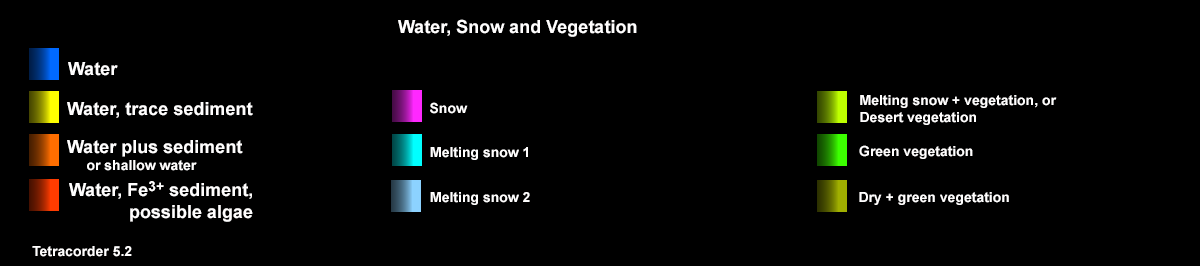 Water, Snow and Vegetation
Water
Water, trace sediment
Water plus sediment
or shallow water
Water, Fe³⁺ sediment,
possible algae
Snow
Melting snow 1
Melting snow 2
Melting snow + vegetation, or
Desert vegetation
Green vegetation
Dry + green vegetation
Tetracorder 5.2